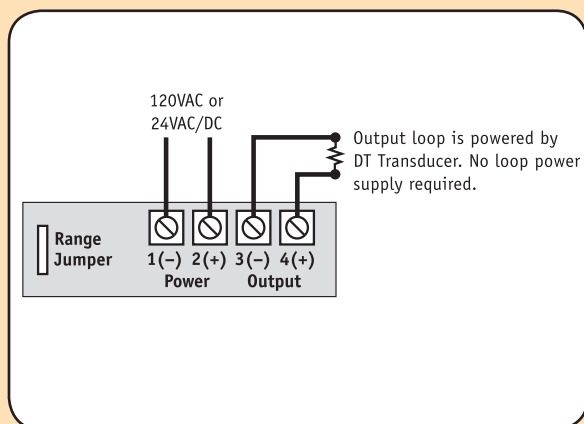 120VAC or
24VAC/DC
Output loop is powered by
DT Transducer. No loop power
supply required.
Range
Jumper
1(–) 2(+) 3(–) 4(+)
Power Output